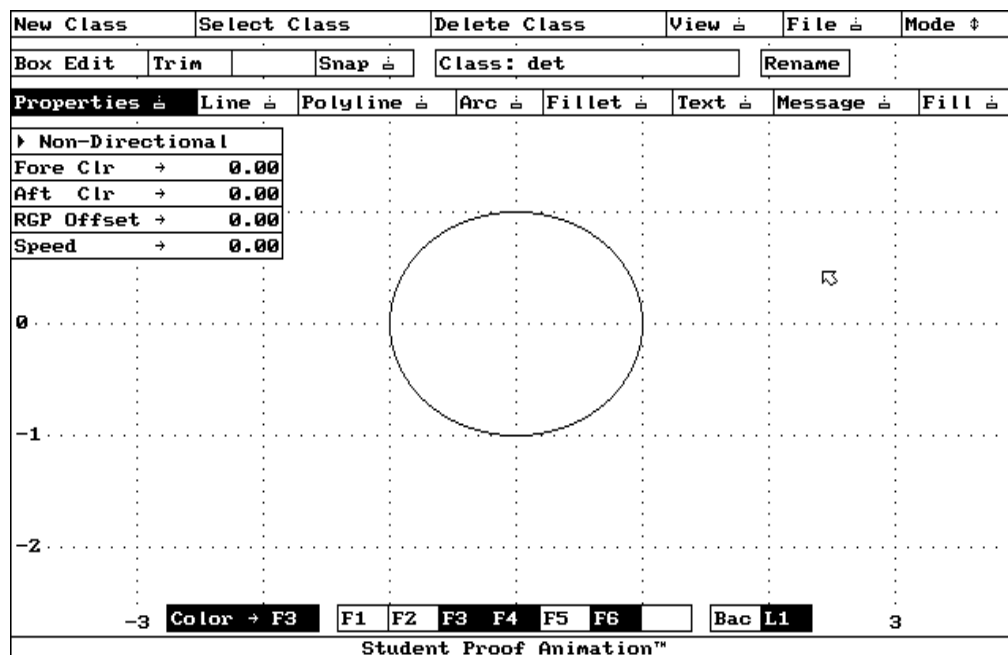 New Class Select Class Delete Class View File Mode
Box Edit Trim Snap Class: det Rename
Properties Line Polyline Arc Fillet Text Message Fill
Non-Directional
Fore Clr → 0.00
Aft Clr → 0.00
RGP Offset → 0.00
Speed → 0.00
0
-1
-2
-3 Color → F3 F1 F2 F3 F4 F5 F6 Bac L1 3
Student Proof Animation™